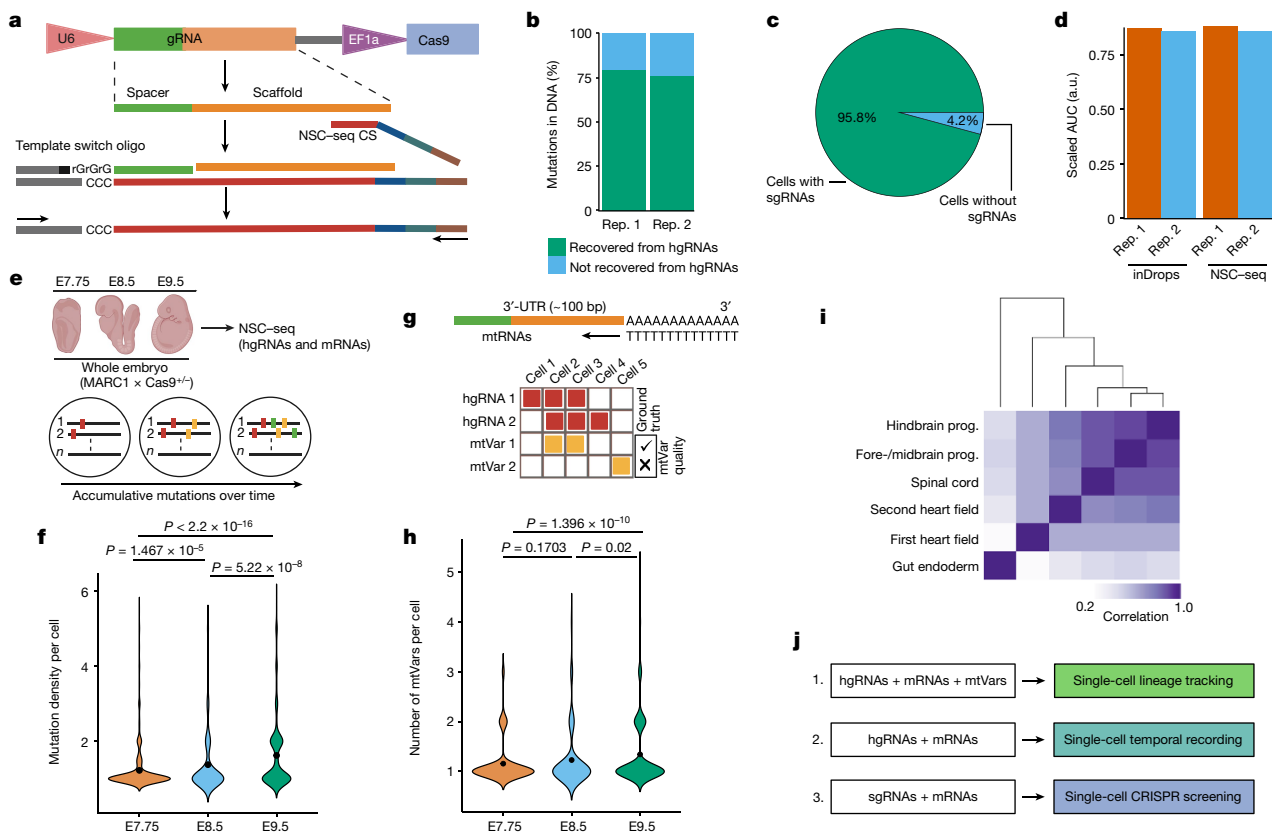 a
U6
gRNA
EF1a
Cas9
Spacer
Scaffold
NSC–seq CS
Template switch oligo
rGrGrG
CCC
CCC
b
Mutations in DNA (%)
100
75
50
25
0
Rep. 1
Rep. 2
Recovered from hgRNAs
Not recovered from hgRNAs
c
95.8%
4.2%
Cells with
sgRNAs
Cells without
sgRNAs
d
Scaled AUC (a.u.)
0.75
0.50
0.25
0
Rep. 1
Rep. 2
Rep. 1
Rep. 2
inDrops
NSC–seq
e
E7.75 E8.5 E9.5
NSC–seq
(hgRNAs and mRNAs)
Whole embryo
(MARC1 × Cas9+/–)
1
2
n
1
2
n
1
2
n
Accumulative mutations over time
f
P < 2.2 × 10–16
P = 1.467 × 10–5
P = 5.22 × 10–8
Mutation density per cell
6
4
2
E7.75
E8.5
E9.5
g
3′-UTR (~100 bp)
3′
AAAAAAAAAAAAA
TTTTTTTTTTTTT
mtRNAs
Cell 1
Cell 2
Cell 3
Cell 4
Cell 5
hgRNA 1
hgRNA 2
mtVar 1
mtVar 2
Ground
truth
mtVar
quality
h
P = 1.396 × 10–10
P = 0.1703
P = 0.02
Number of mtVars per cell
5
4
3
2
1
E7.75
E8.5
E9.5
i
Hindbrain prog.
Fore-/midbrain prog.
Spinal cord
Second heart field
First heart field
Gut endoderm
0.2
1.0
Correlation
j
1. hgRNAs + mRNAs + mtVars
Single-cell lineage tracking
2. hgRNAs + mRNAs
Single-cell temporal recording
3. sgRNAs + mRNAs
Single-cell CRISPR screening